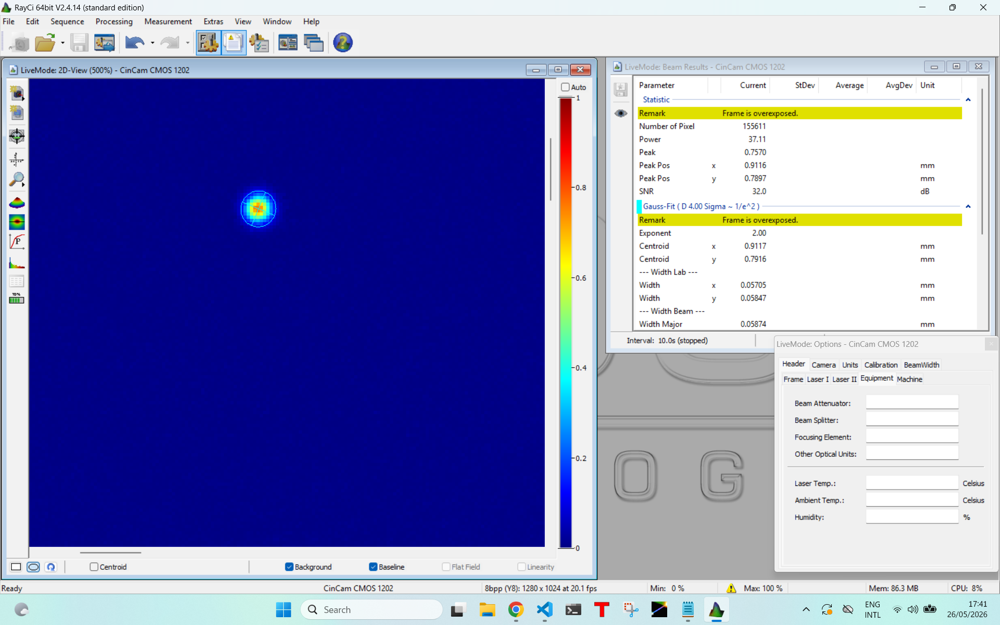 RayCi 64bit V2.4.14 (standard edition)
File Edit Sequence Processing Measurement Extras View Window Help
LiveMode: 2D-View (500%) - CinCam CMOS 1202
Auto
1
0.8
0.6
0.4
0.2
0
TD%
P
Centroid Background Baseline Flat Field Linearity
LiveMode: Beam Results - CinCam CMOS 1202
Parameter Current StDev Average AvgDev Unit
Statistic
Remark Frame is overexposed.
Number of Pixel 155611
Power 37.11
Peak 0.7570
Peak Pos x 0.9116 mm
Peak Pos y 0.7897 mm
SNR 32.0 dB
Gauss-Fit ( D 4.00 Sigma ~ 1/e^2 )
Remark Frame is overexposed.
Exponent 2.00
Centroid x 0.9117 mm
Centroid y 0.7916 mm
--- Width Lab ---
Width x 0.05705 mm
Width y 0.05847 mm
--- Width Beam ---
Width Major 0.05874 mm
Interval: 10.0s (stopped)
LiveMode: Options - CinCam CMOS 1202
Header Camera Units Calibration BeamWidth
Frame Laser I Laser II Equipment Machine
Beam Attenuator:
Beam Splitter:
Focusing Element:
Other Optical Units:
Laser Temp.: Celsius
Ambient Temp.: Celsius
Humidity: %
O G
Ready CinCam CMOS 1202 8bpp (Y8): 1280 x 1024 at 20.1 fps Min: 0 % Max: 100 % Mem: 86.3 MB CPU: 8%
Search
T
ENG
INTL
17:41
26/05/2026